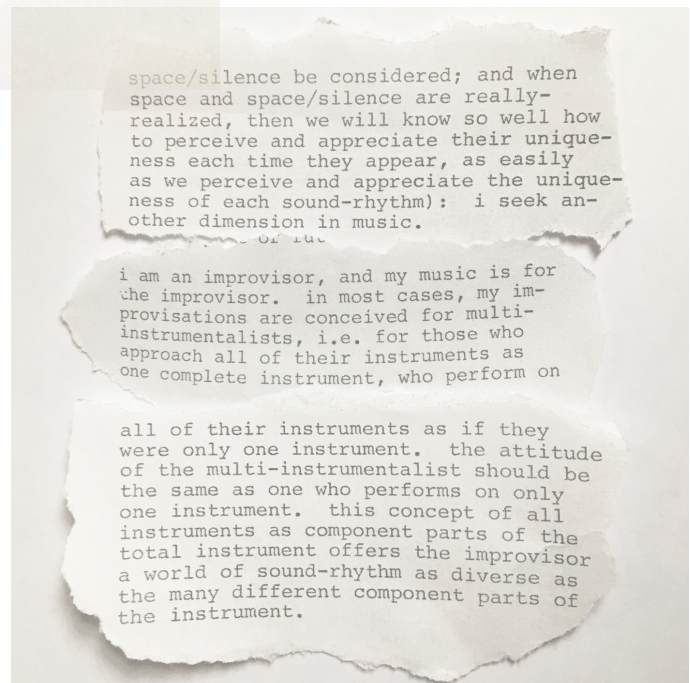 space/silence be considered; and when
space and space/silence are really-
realized, then we will know so well how
to perceive and appreciate their unique-
ness each time they appear, as easily
as we perceive and appreciate the unique-
ness of each sound-rhythm):  i seek an-
other dimension in music.
i am an improvisor, and my music is for
the improvisor.  in most cases, my im-
provisations are conceived for multi-
instrumentalists, i.e. for those who
approach all of their instruments as
one complete instrument, who perform on
all of their instruments as if they
were only one instrument.  the attitude
of the multi-instrumentalist should be
the same as one who performs on only
one instrument.  this concept of all
instruments as component parts of the
total instrument offers the improvisor
a world of sound-rhythm as diverse as
the many different component parts of
the instrument.